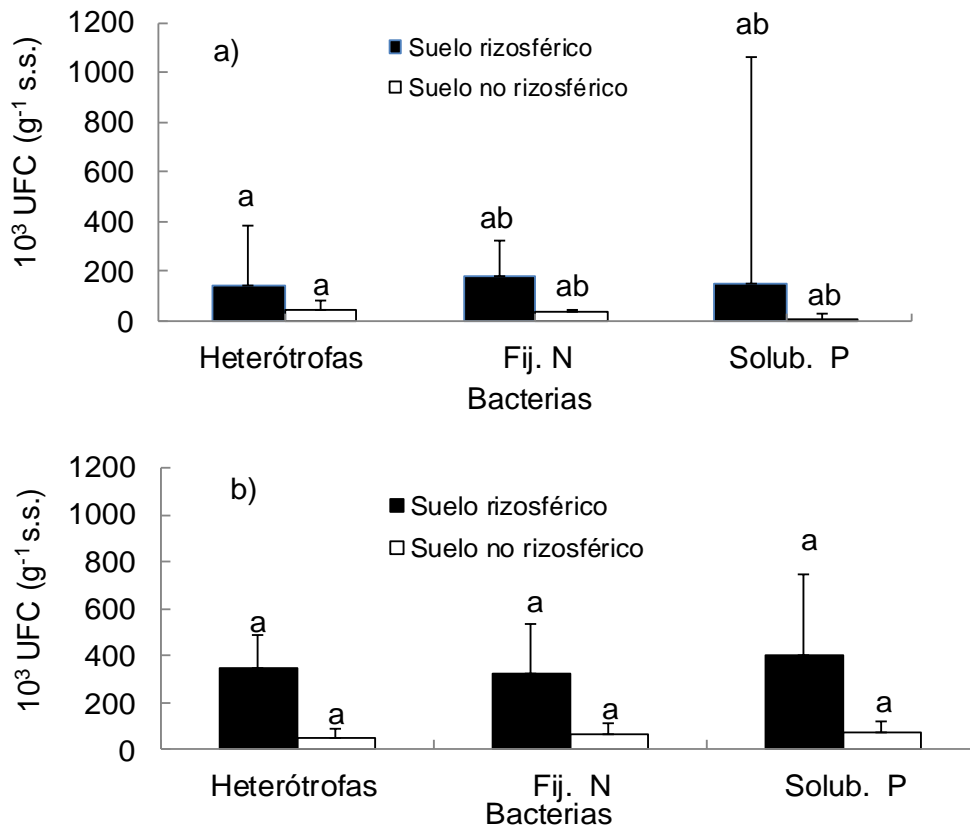 1200
1000
800
600
400
200
0
10³ UFC (g⁻¹ s.s.)
a)
Suelo rizosférico
Suelo no rizosférico
a
a
ab
ab
ab
ab
Heterótrofas
Fij. N
Solub. P
Bacterias
1200
1000
800
600
400
200
0
10³ UFC (g⁻¹ s.s.)
b)
Suelo rizosférico
Suelo no rizosférico
a
a
a
a
a
a
Heterótrofas
Fij. N
Solub. P
Bacterias